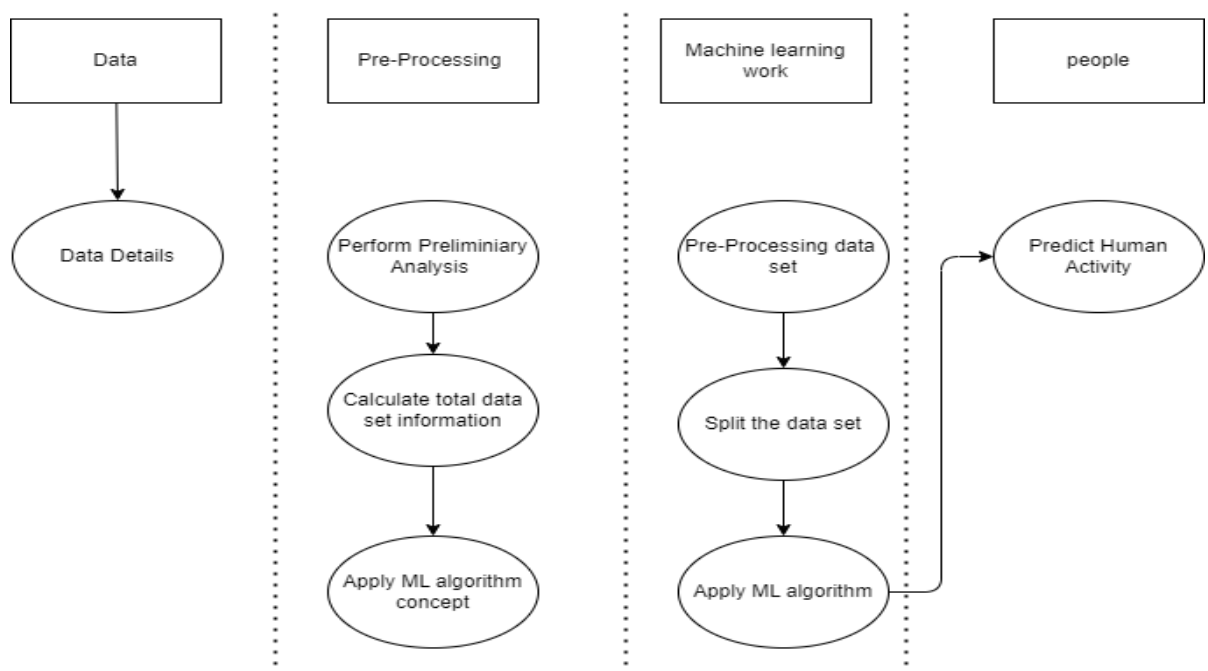 Data
Pre-Processing
Machine learning
work
people
Data Details
Perform Preliminiary
Analysis
Pre-Processing data
set
Predict Human
Activity
Calculate total data
set information
Split the data set
Apply ML algorithm
concept
Apply ML algorithm